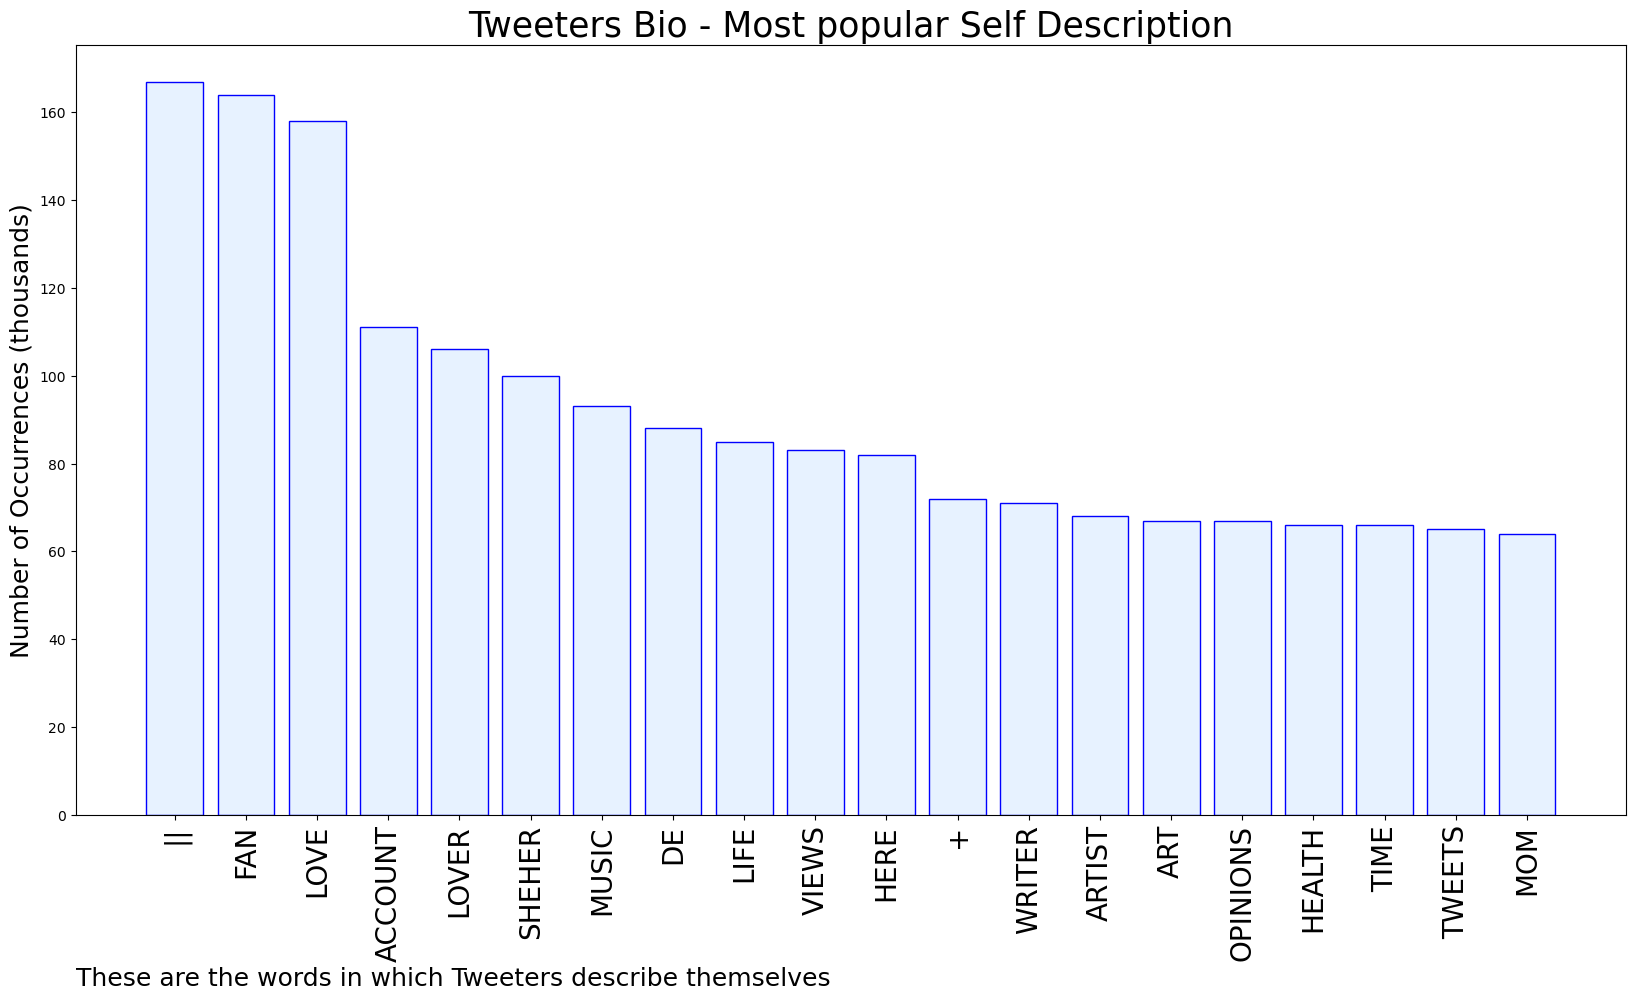 Tweeters Bio - Most popular Self Description
Number of Occurrences (thousands)
160
140
120
100
80
60
40
20
0
||
FAN
LOVE
ACCOUNT
LOVER
SHEHER
MUSIC
DE
LIFE
VIEWS
HERE
+
WRITER
ARTIST
ART
OPINIONS
HEALTH
TIME
TWEETS
MOM
These are the words in which Tweeters describe themselves